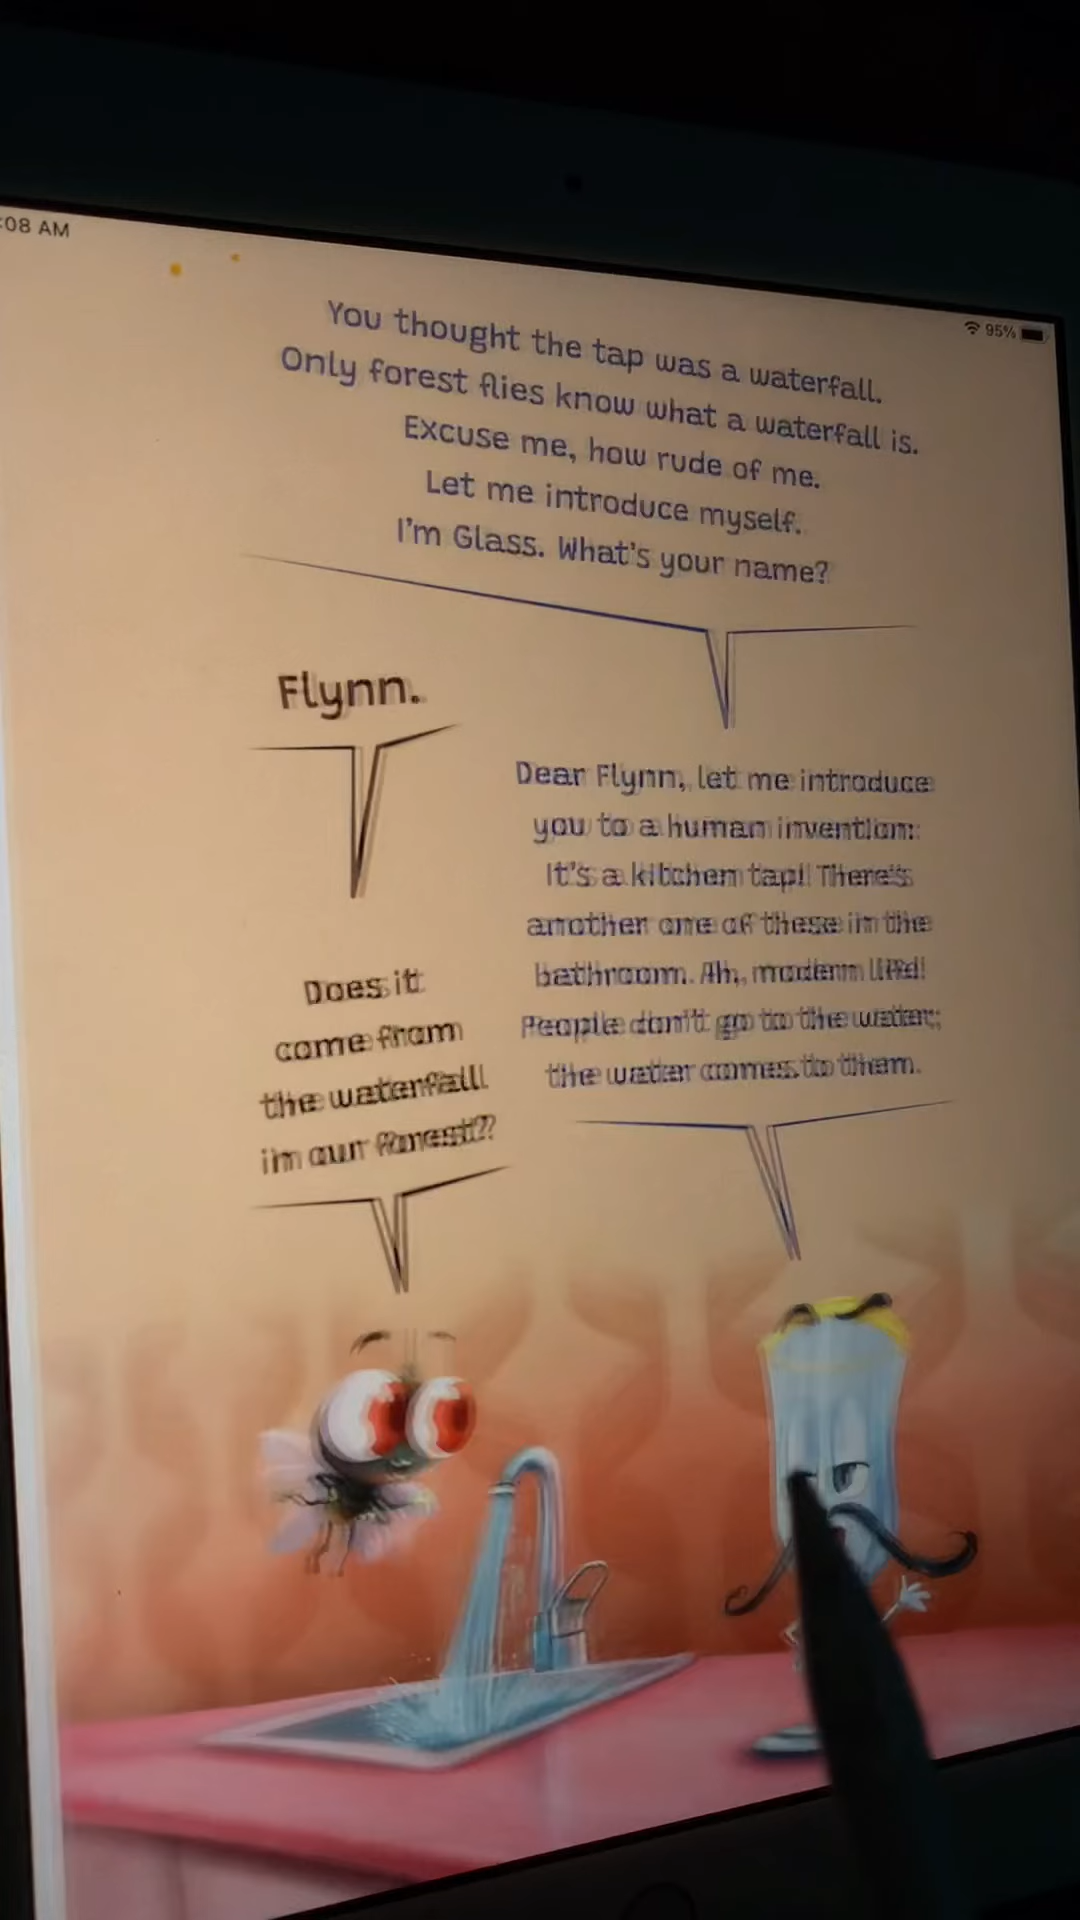 :08 AM
95%
You thought the tap was a waterfall.
Only forest flies know what a waterfall is.
Excuse me, how rude of me.
Let me introduce myself.
I'm Glass. What's your name?
Flynn.
Dear Flynn, let me introduce
you to a human invention:
It's a kitchen tap! There's
another one of these in the
bathroom. Ah, modern life!
People don't go to the water;
the water comes to them.
Does it
come from
the waterfall
in our forest?